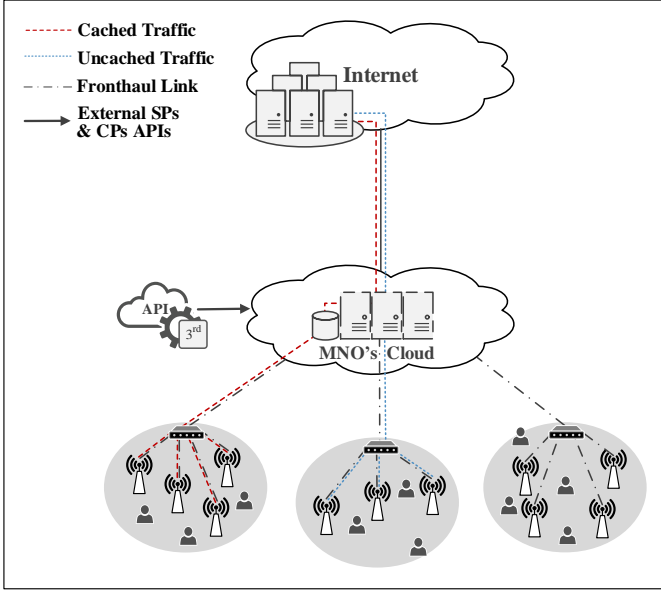 Cached Traffic
Uncached Traffic
Fronthaul Link
External SPs
& CPs APIs
Internet
API
3rd
MNO's Cloud